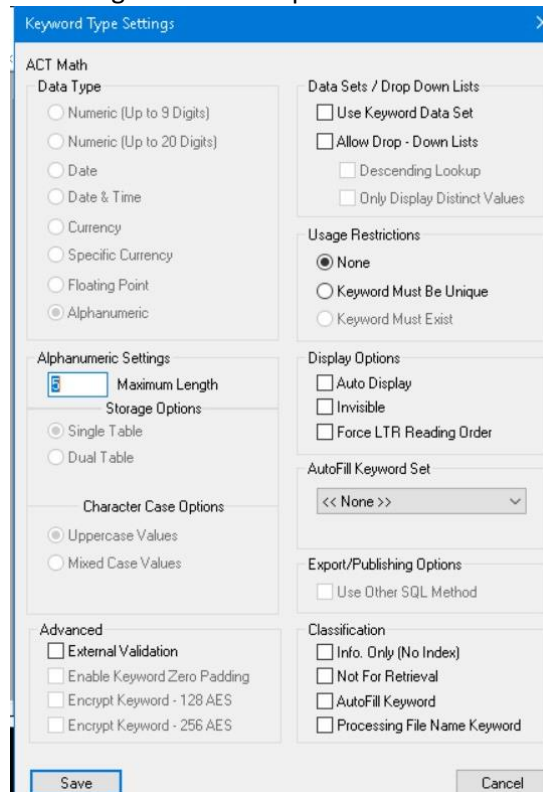 Keyword Type Settings
ACT Math
Data Type
Numeric (Up to 9 Digits)
Numeric (Up to 20 Digits)
Date
Date & Time
Currency
Specific Currency
Floating Point
Alphanumeric
Alphanumeric Settings
5 Maximum Length
Storage Options
Single Table
Dual Table
Character Case Options
Uppercase Values
Mixed Case Values
Advanced
External Validation
Enable Keyword Zero Padding
Encrypt Keyword - 128 AES
Encrypt Keyword - 256 AES
Save
Data Sets / Drop Down Lists
Use Keyword Data Set
Allow Drop - Down Lists
Descending Lookup
Only Display Distinct Values
Usage Restrictions
None
Keyword Must Be Unique
Keyword Must Exist
Display Options
Auto Display
Invisible
Force LTR Reading Order
AutoFill Keyword Set
<< None >>
Export/Publishing Options
Use Other SQL Method
Classification
Info. Only (No Index)
Not For Retrieval
AutoFill Keyword
Processing File Name Keyword
Cancel